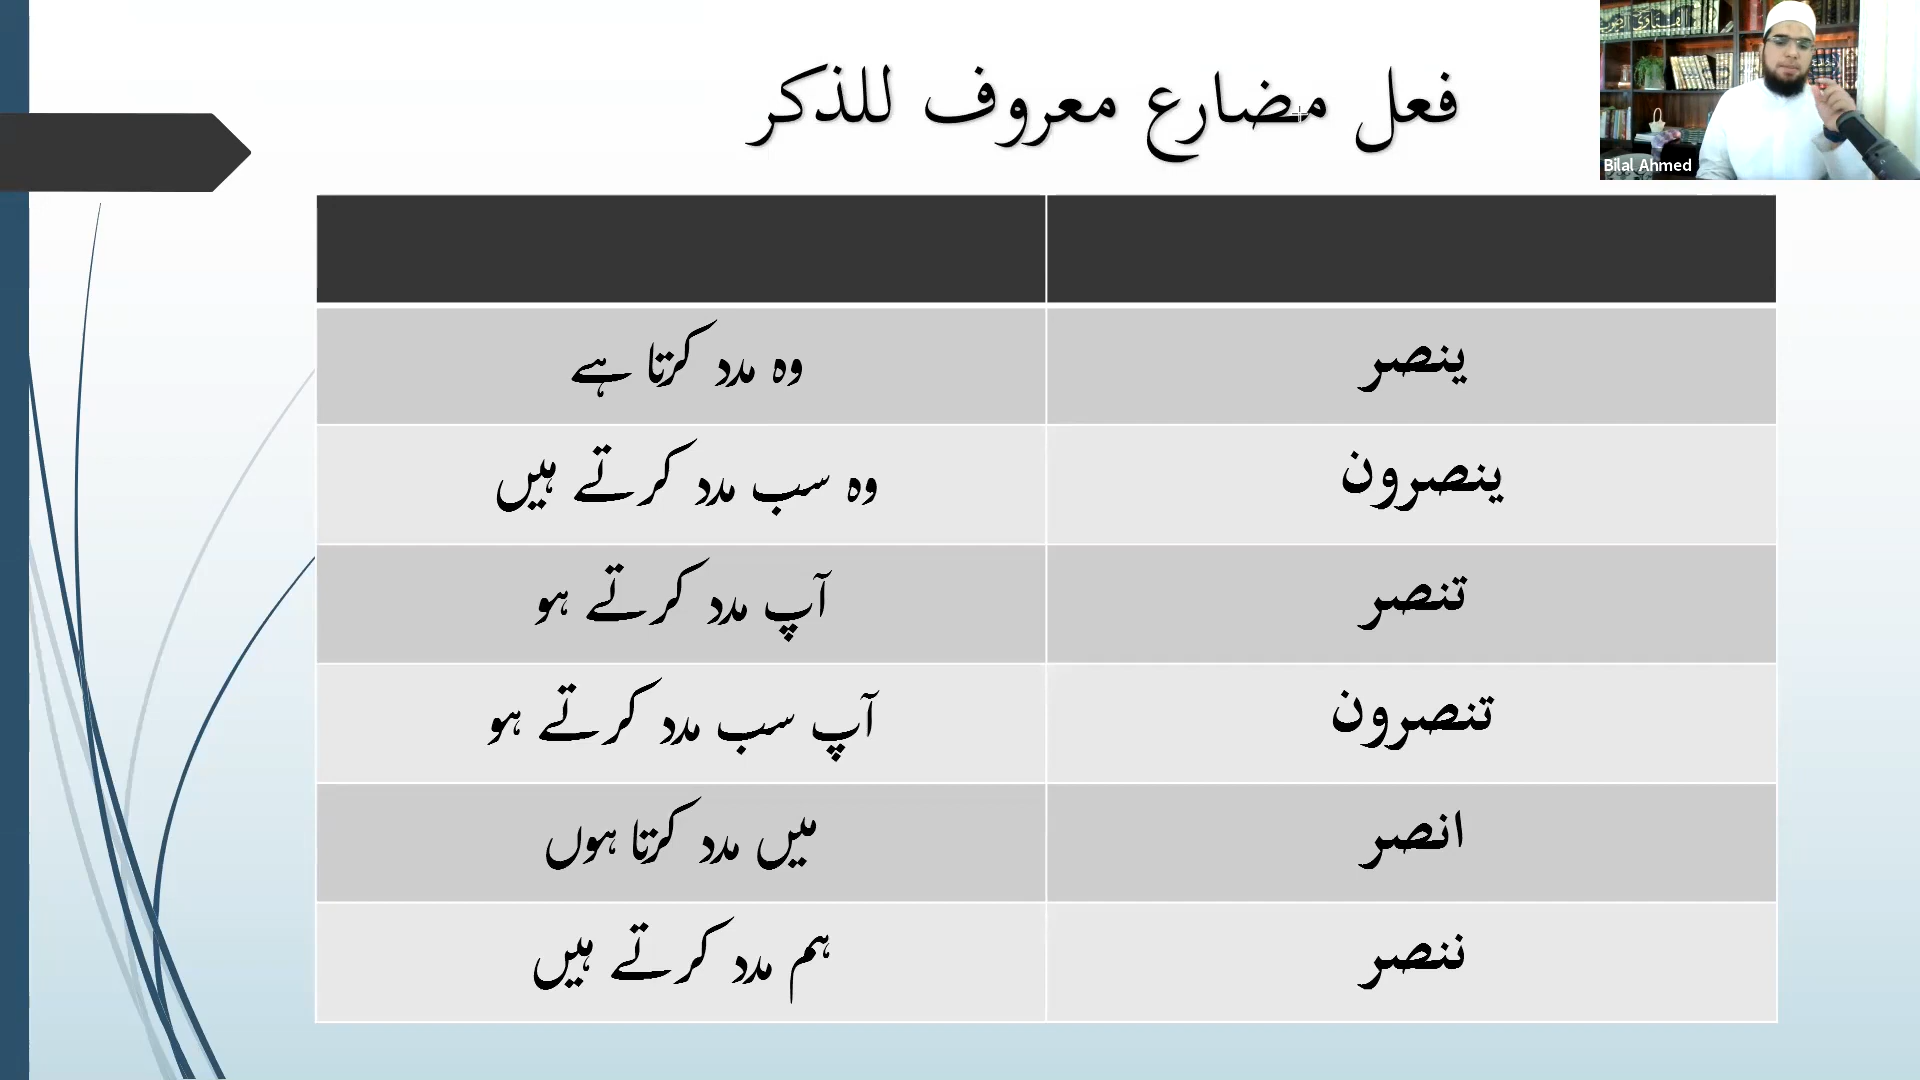 فعل مضارع معروف للذكر
Bilal Ahmed
ينصر
وہ مدد کرتا ہے
ينصرون
وہ سب مدد کرتے ہیں
تنصر
آپ مدد کرتے ہو
تنصرون
آپ سب مدد کرتے ہو
انصر
میں مدد کرتا ہوں
ننصر
ہم مدد کرتے ہیں